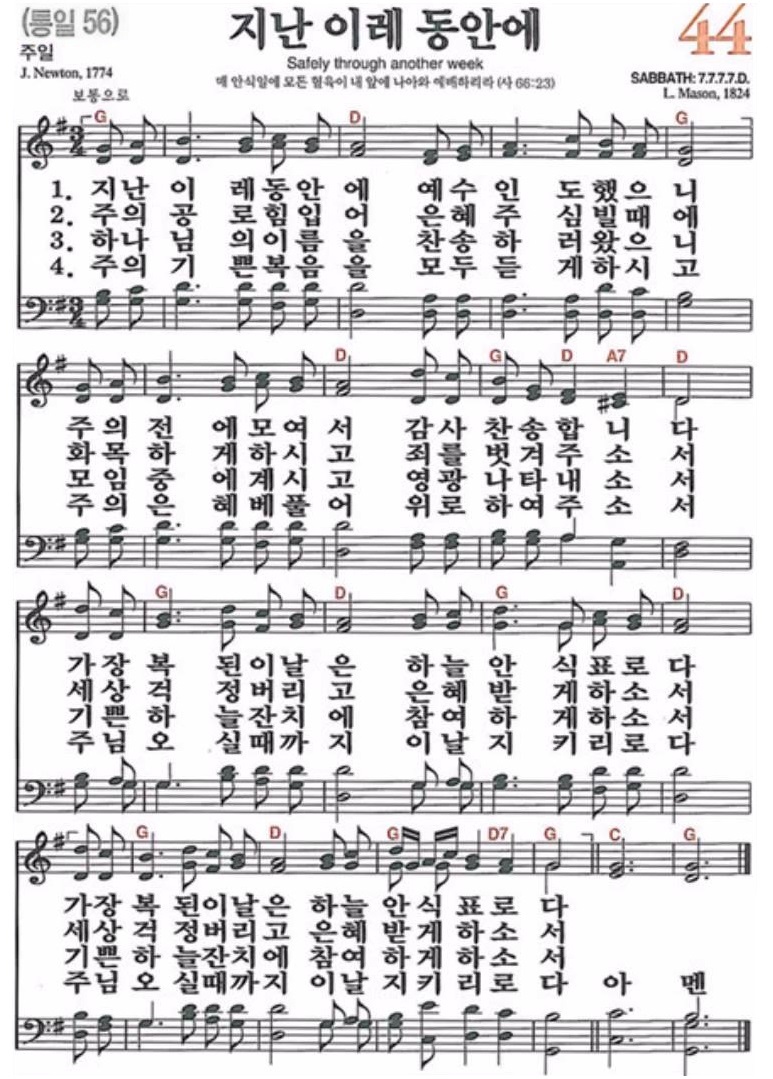 (통일 56)
지난 이레 동안에
44
주일
Safely through another week
J. Newton, 1774
매 안식일에 모든 혈육이 내 앞에 나아와 예배하리라 (사 66:23)
SABBATH: 7.7.7.7.D.
보통으로
L. Mason, 1824
G D G
1. 지난 이 레동안 에 예수 인 도했으 니
2. 주의 공 로힘입 어 은혜 주 심빌때 에
3. 하나 님 의이름 을 찬송 하 러왔으 니
4. 주의 기 쁜복음 을 모두 듣 게하시 고
D G D A7 D
주의 전 에모여 서 감사 찬송합 니 다
화목 하 게하시 고 죄를 벗겨주 소 서
모임 중 에계시 고 영광 나타내 소 서
주의 은 혜베풀 어 위로 하여주 소 서
G D G D
가장 복 된이날 은 하늘 안 식표로 다
세상 걱 정버리 고 은혜 받 게하소 서
기쁜 하 늘잔치 에 참여 하 게하소 서
주님 오 실때까 지 이날 지 키리로 다
G D G D7 G C G
가장 복 된이날은 하늘 안식 표로 다
세상 걱 정버리고 은혜 받게 하소 서
기쁜 하 늘잔치에 참여 하게 하소 서
주님 오 실때까지 이날 지키 리로 다 아 멘